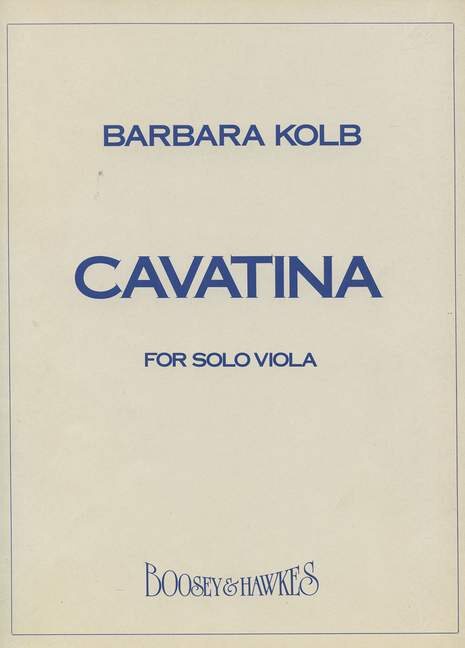 BARBARA KOLB
CAVATINA
FOR SOLO VIOLA
BOOSEY & HAWKES